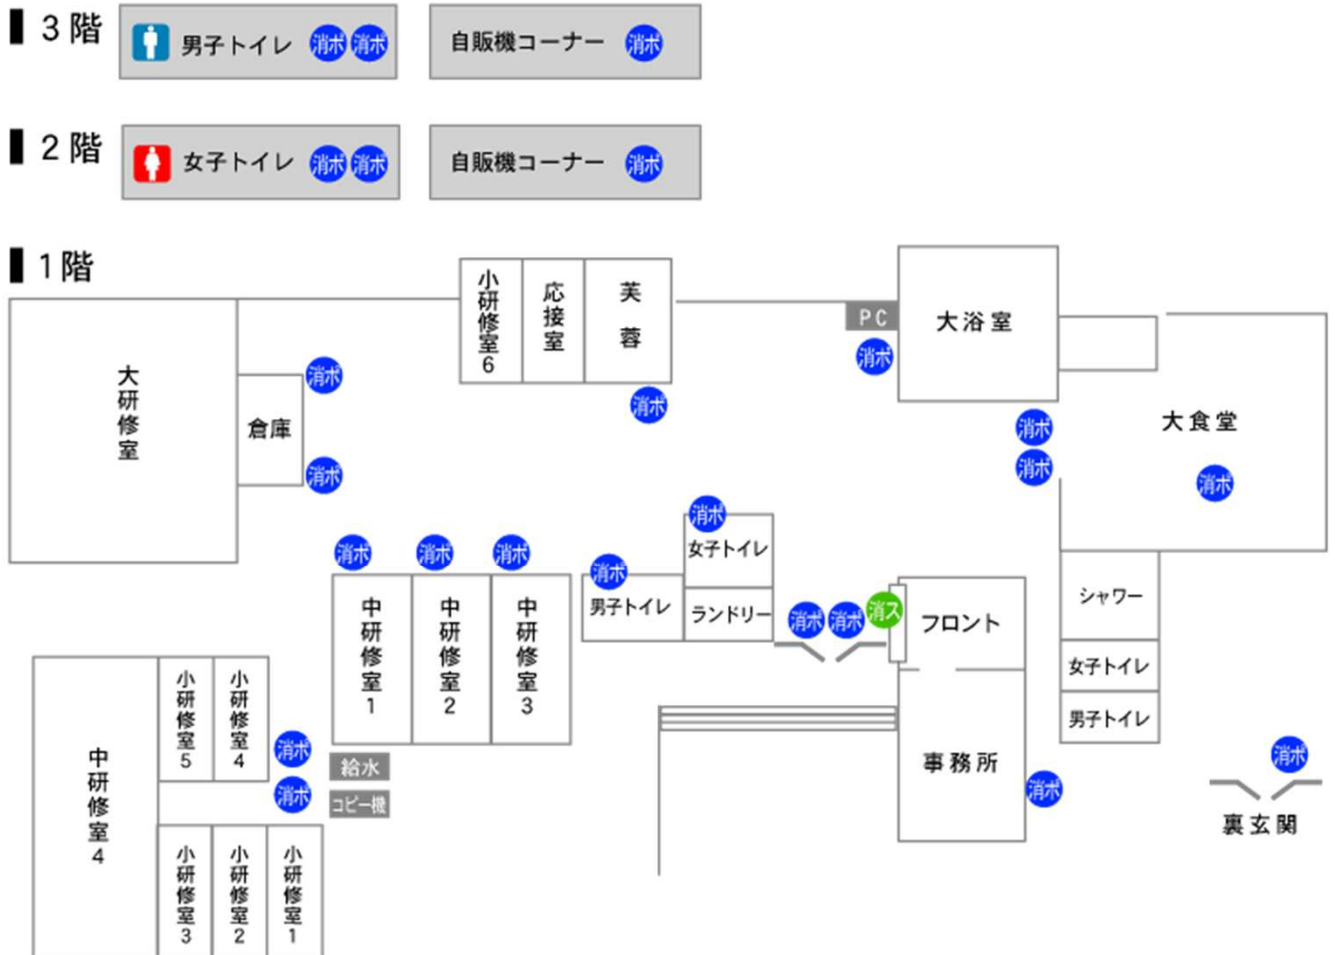 3階
男子トイレ 消ポ 消ポ
自販機コーナー 消ポ
2階
女子トイレ 消ポ 消ポ
自販機コーナー 消ポ
1階
大研修室
倉庫
消ポ
消ポ
小研修室6
応接室
芙蓉
消ポ
PC
消ポ
大浴室
消ポ
消ポ
大食堂
消ポ
消ポ
消ポ
消ポ
中研修室1
中研修室2
中研修室3
消ポ
男子トイレ
消ポ
女子トイレ
ランドリー
消ポ 消ポ 消ス
フロント
事務所
消ポ
シャワー
女子トイレ
男子トイレ
消ポ
裏玄関
中研修室4
小研修室5
小研修室4
消ポ
消ポ
給水
コピー機
小研修室3
小研修室2
小研修室1